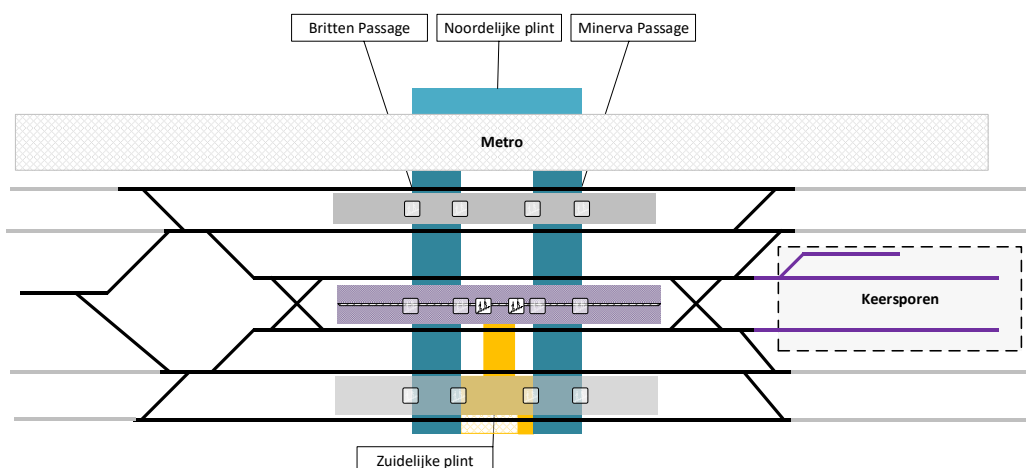 Britten Passage
Noordelijke plint
Minerva Passage
Metro
Keersporen
Zuidelijke plint